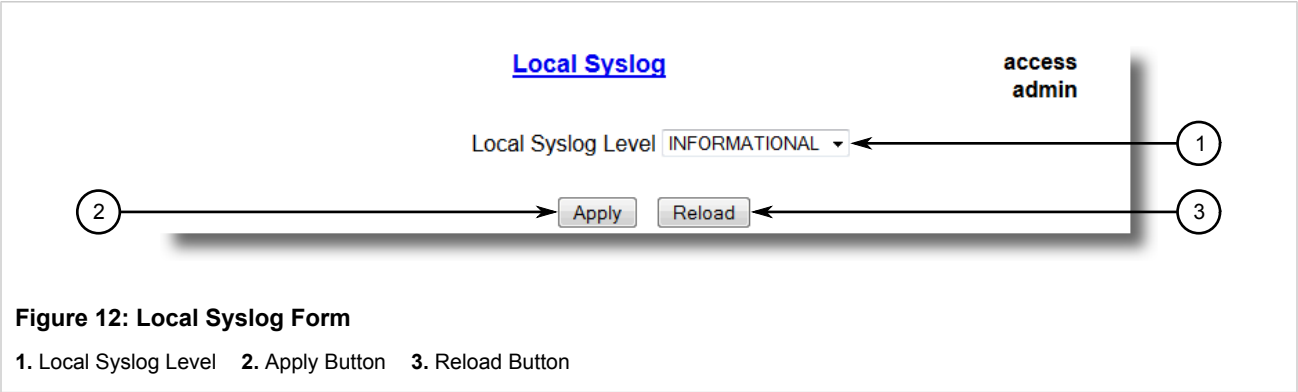 Local Syslog
access
admin
Local Syslog Level INFORMATIONAL
1
2
Apply Reload
3
Figure 12: Local Syslog Form
1. Local Syslog Level 2. Apply Button 3. Reload Button